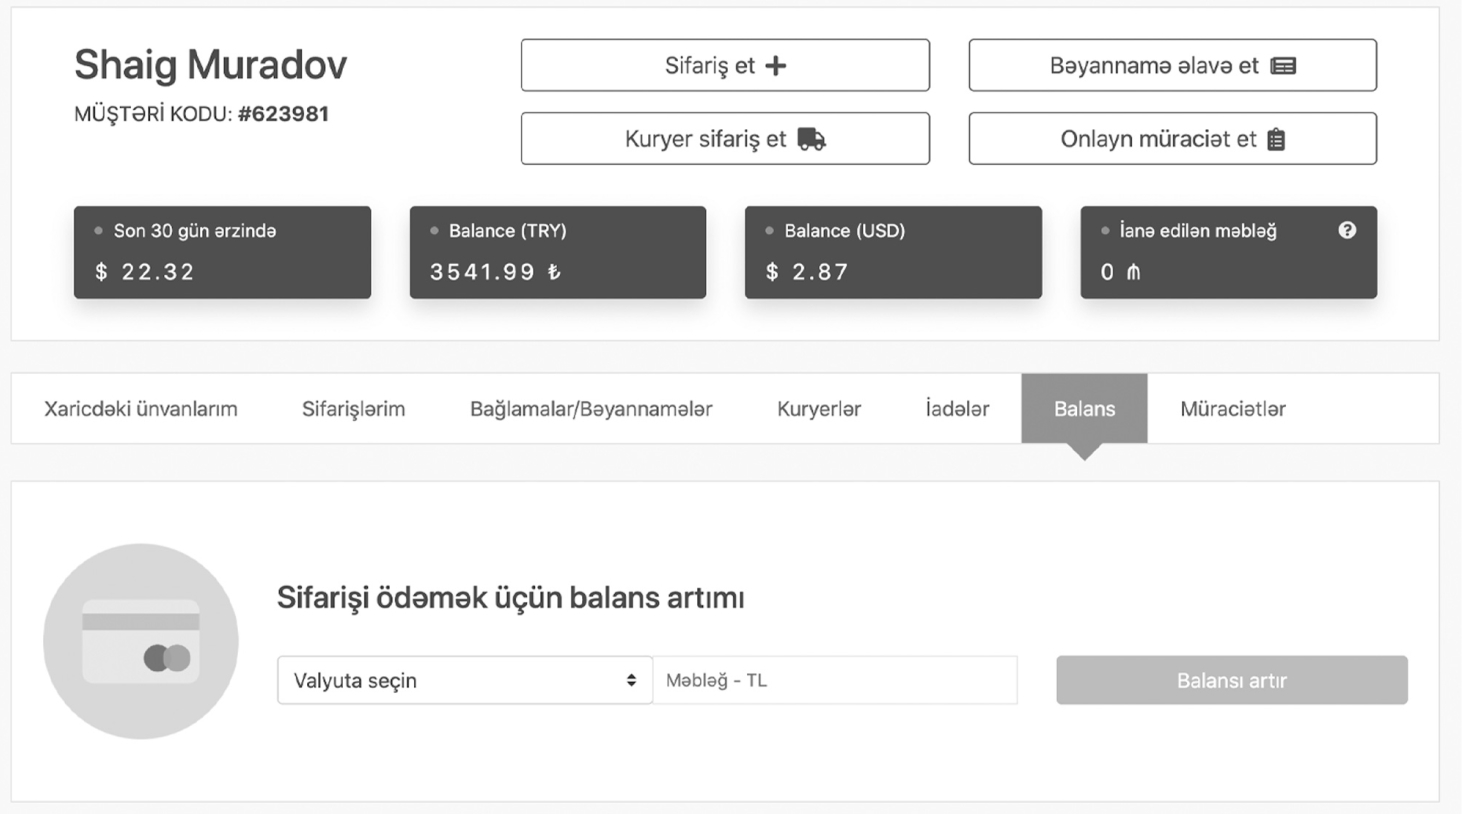 Shaig Muradov
MÜŞTƏRİ KODU: #623981
Sifariş et
Bəyannamə əlavə et
Kuryer sifariş et
Onlayn müraciət et
Son 30 gün ərzində
$ 22.32
Balance (TRY)
3541.99 ₺
Balance (USD)
$ 2.87
İanə edilən məbləğ
0 ₼
Xaricdəki ünvanlarım Sifarişlərim Bağlamalar/Bəyannamələr Kuryerlər İadələr Balans Müraciətlər
Sifarişi ödəmək üçün balans artımı
Valyuta seçin Məbləğ - TL Balansı artır